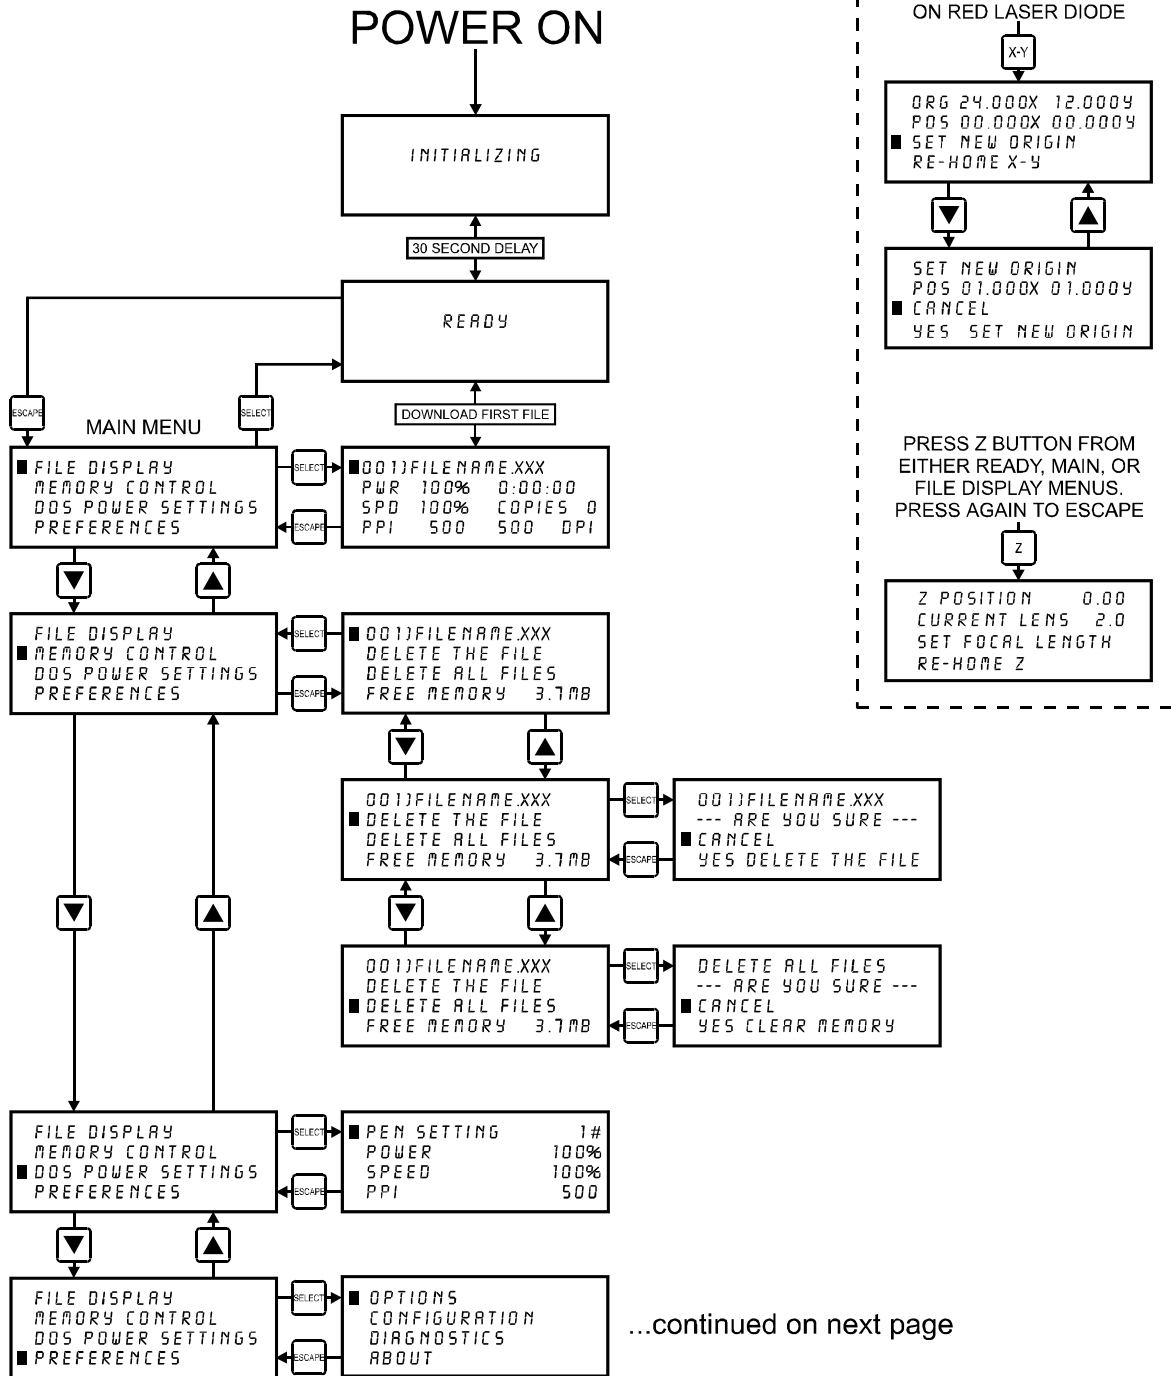 POWER ON
INITIALIZING
30 SECOND DELAY
READY
DOWNLOAD FIRST FILE
ESCAPE
SELECT
MAIN MENU
FILE DISPLAY
MEMORY CONTROL
DOS POWER SETTINGS
PREFERENCES
SELECT
ESCAPE
001)FILENAME.XXX
PWR 100% 0:00:00
SPD 100% COPIES 0
PPI 500 500 DPI
FILE DISPLAY
MEMORY CONTROL
DOS POWER SETTINGS
PREFERENCES
SELECT
ESCAPE
001)FILENAME.XXX
DELETE THE FILE
DELETE ALL FILES
FREE MEMORY 3.7MB
001)FILENAME.XXX
DELETE THE FILE
DELETE ALL FILES
FREE MEMORY 3.7MB
SELECT
ESCAPE
001)FILENAME.XXX
--- ARE YOU SURE ---
CANCEL
YES DELETE THE FILE
001)FILENAME.XXX
DELETE THE FILE
DELETE ALL FILES
FREE MEMORY 3.7MB
SELECT
ESCAPE
DELETE ALL FILES
--- ARE YOU SURE ---
CANCEL
YES CLEAR MEMORY
FILE DISPLAY
MEMORY CONTROL
DOS POWER SETTINGS
PREFERENCES
SELECT
ESCAPE
PEN SETTING 1#
POWER 100%
SPEED 100%
PPI 500
FILE DISPLAY
MEMORY CONTROL
DOS POWER SETTINGS
PREFERENCES
SELECT
ESCAPE
OPTIONS
CONFIGURATION
DIAGNOSTICS
ABOUT
...continued on next page
ON RED LASER DIODE
X-Y
ORG 24.000X 12.000Y
POS 00.000X 00.000Y
SET NEW ORIGIN
RE-HOME X-Y
SET NEW ORIGIN
POS 01.000X 01.000Y
CANCEL
YES SET NEW ORIGIN
PRESS Z BUTTON FROM
EITHER READY, MAIN, OR
FILE DISPLAY MENUS.
PRESS AGAIN TO ESCAPE
Z
Z POSITION 0.00
CURRENT LENS 2.0
SET FOCAL LENGTH
RE-HOME Z